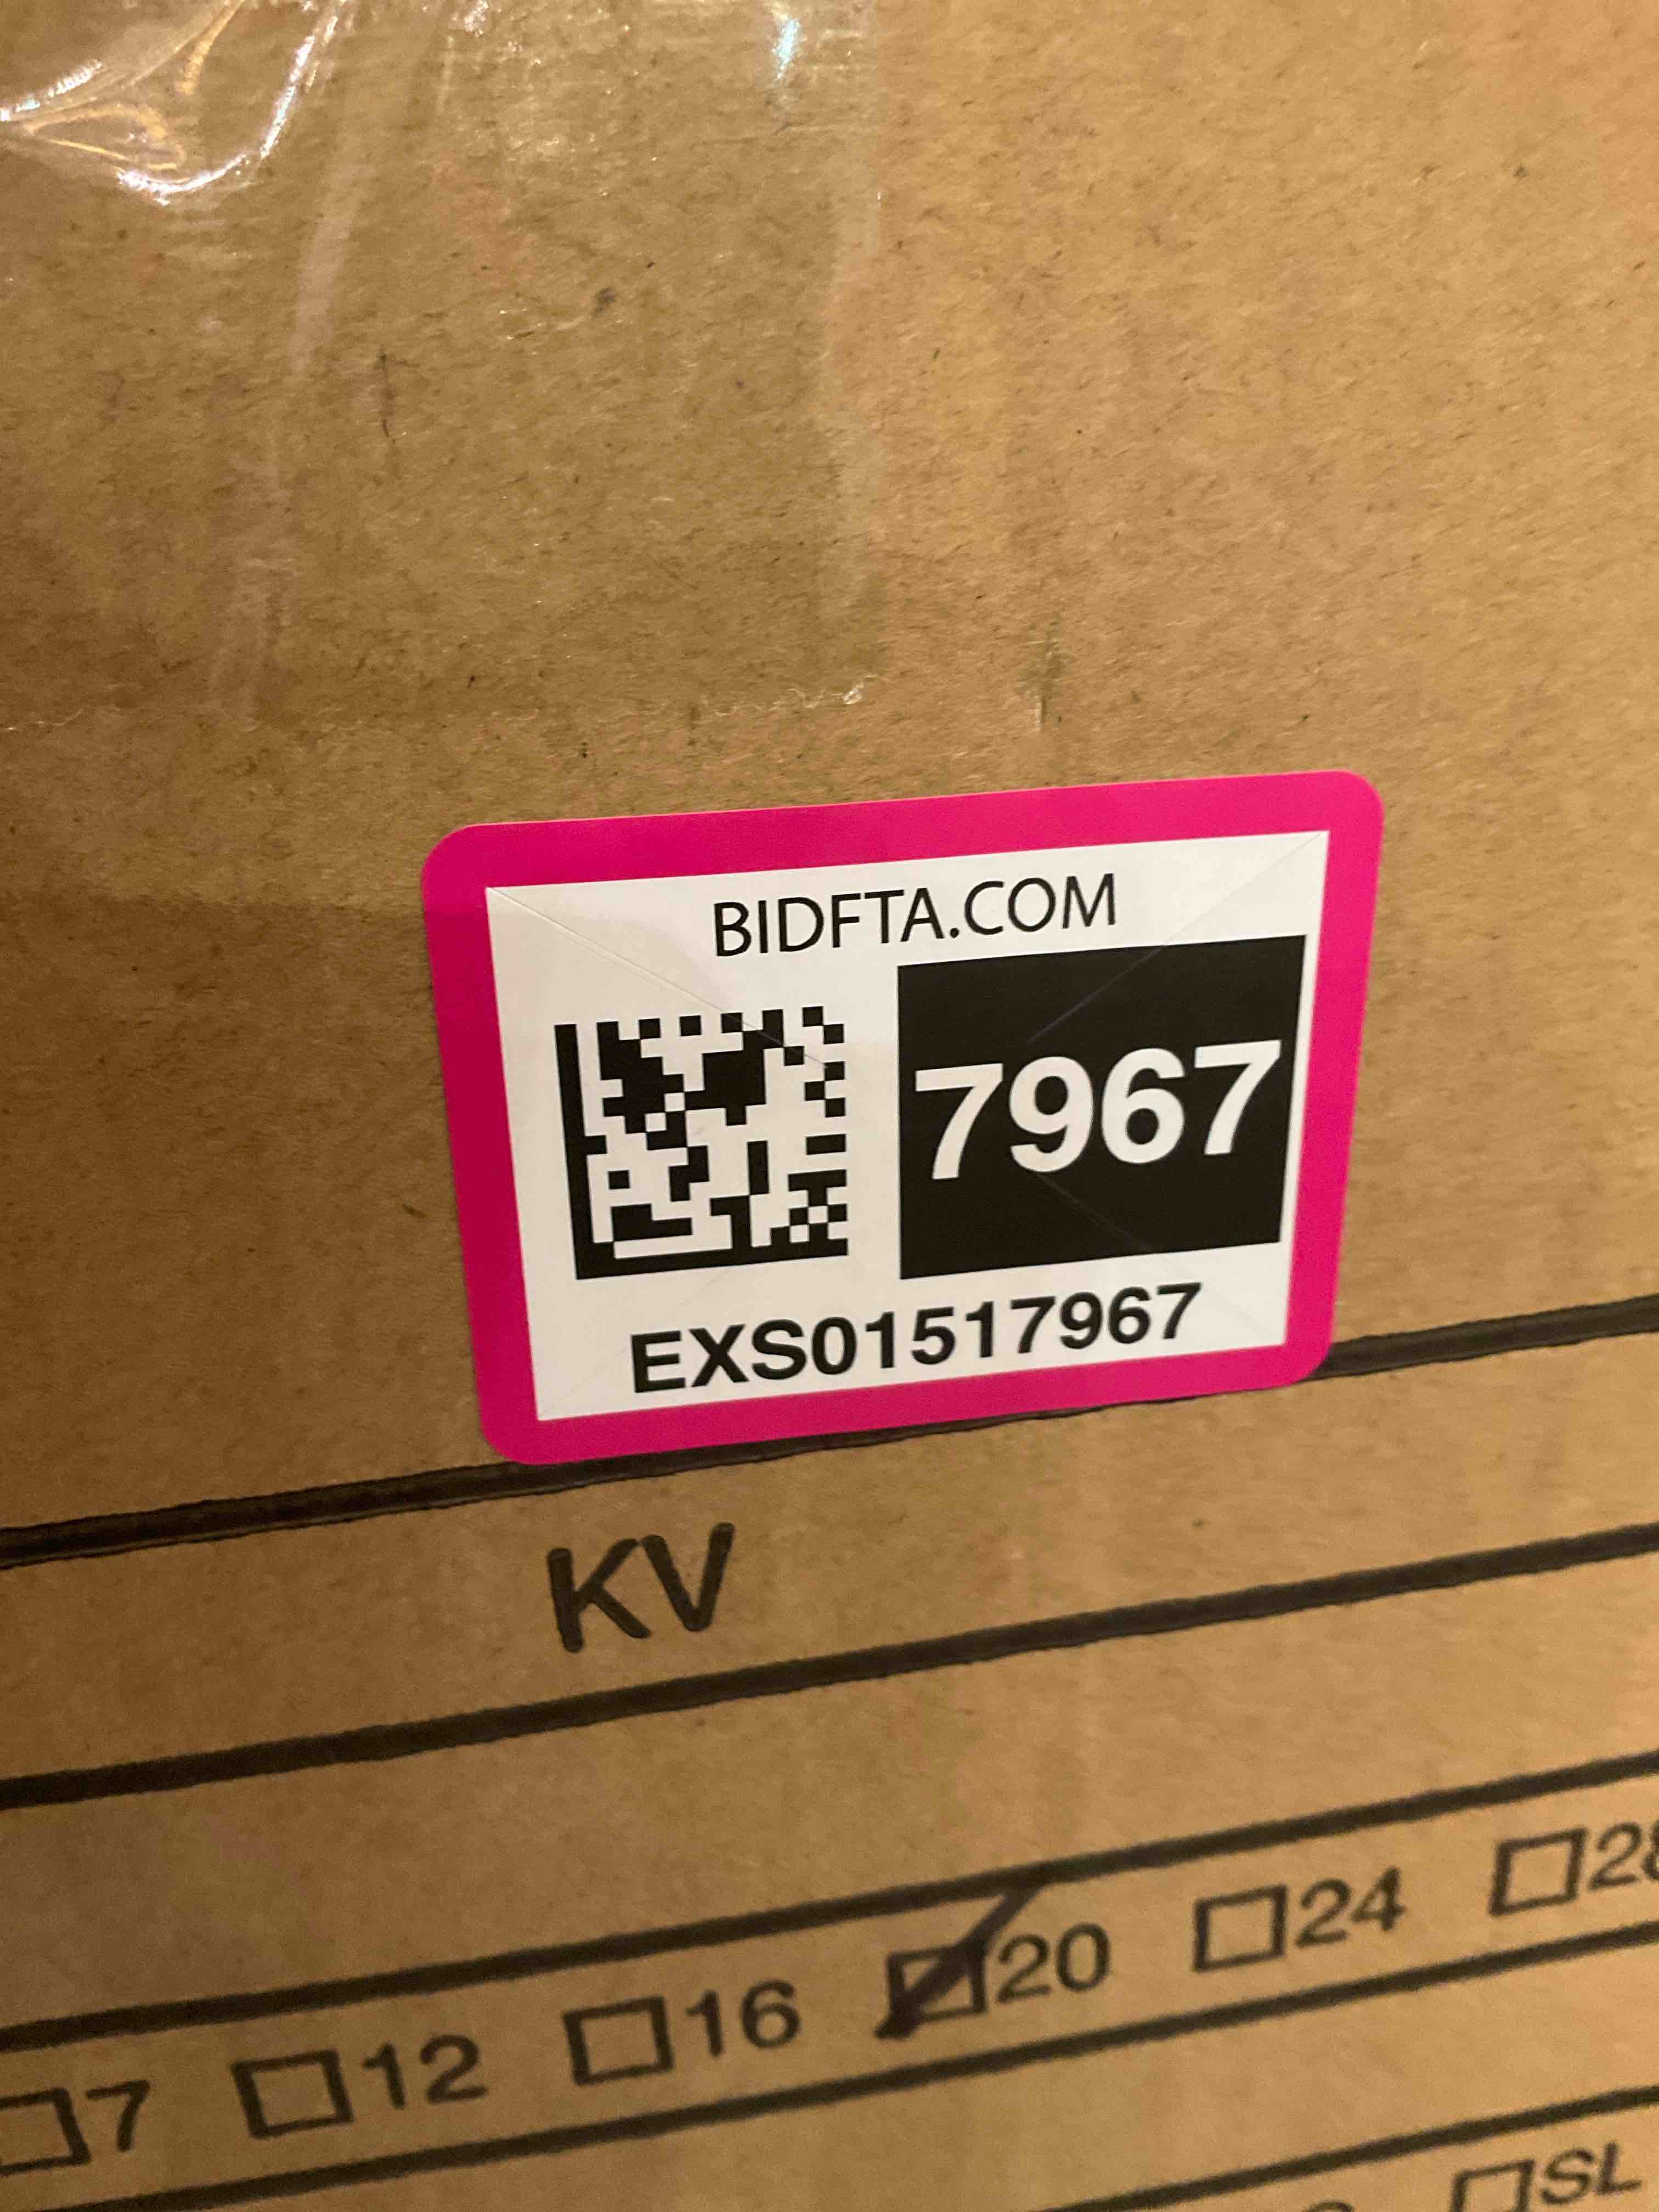 BIDFTA.COM
7967
EXS01517967
KV
7 12 16 20 24
SL